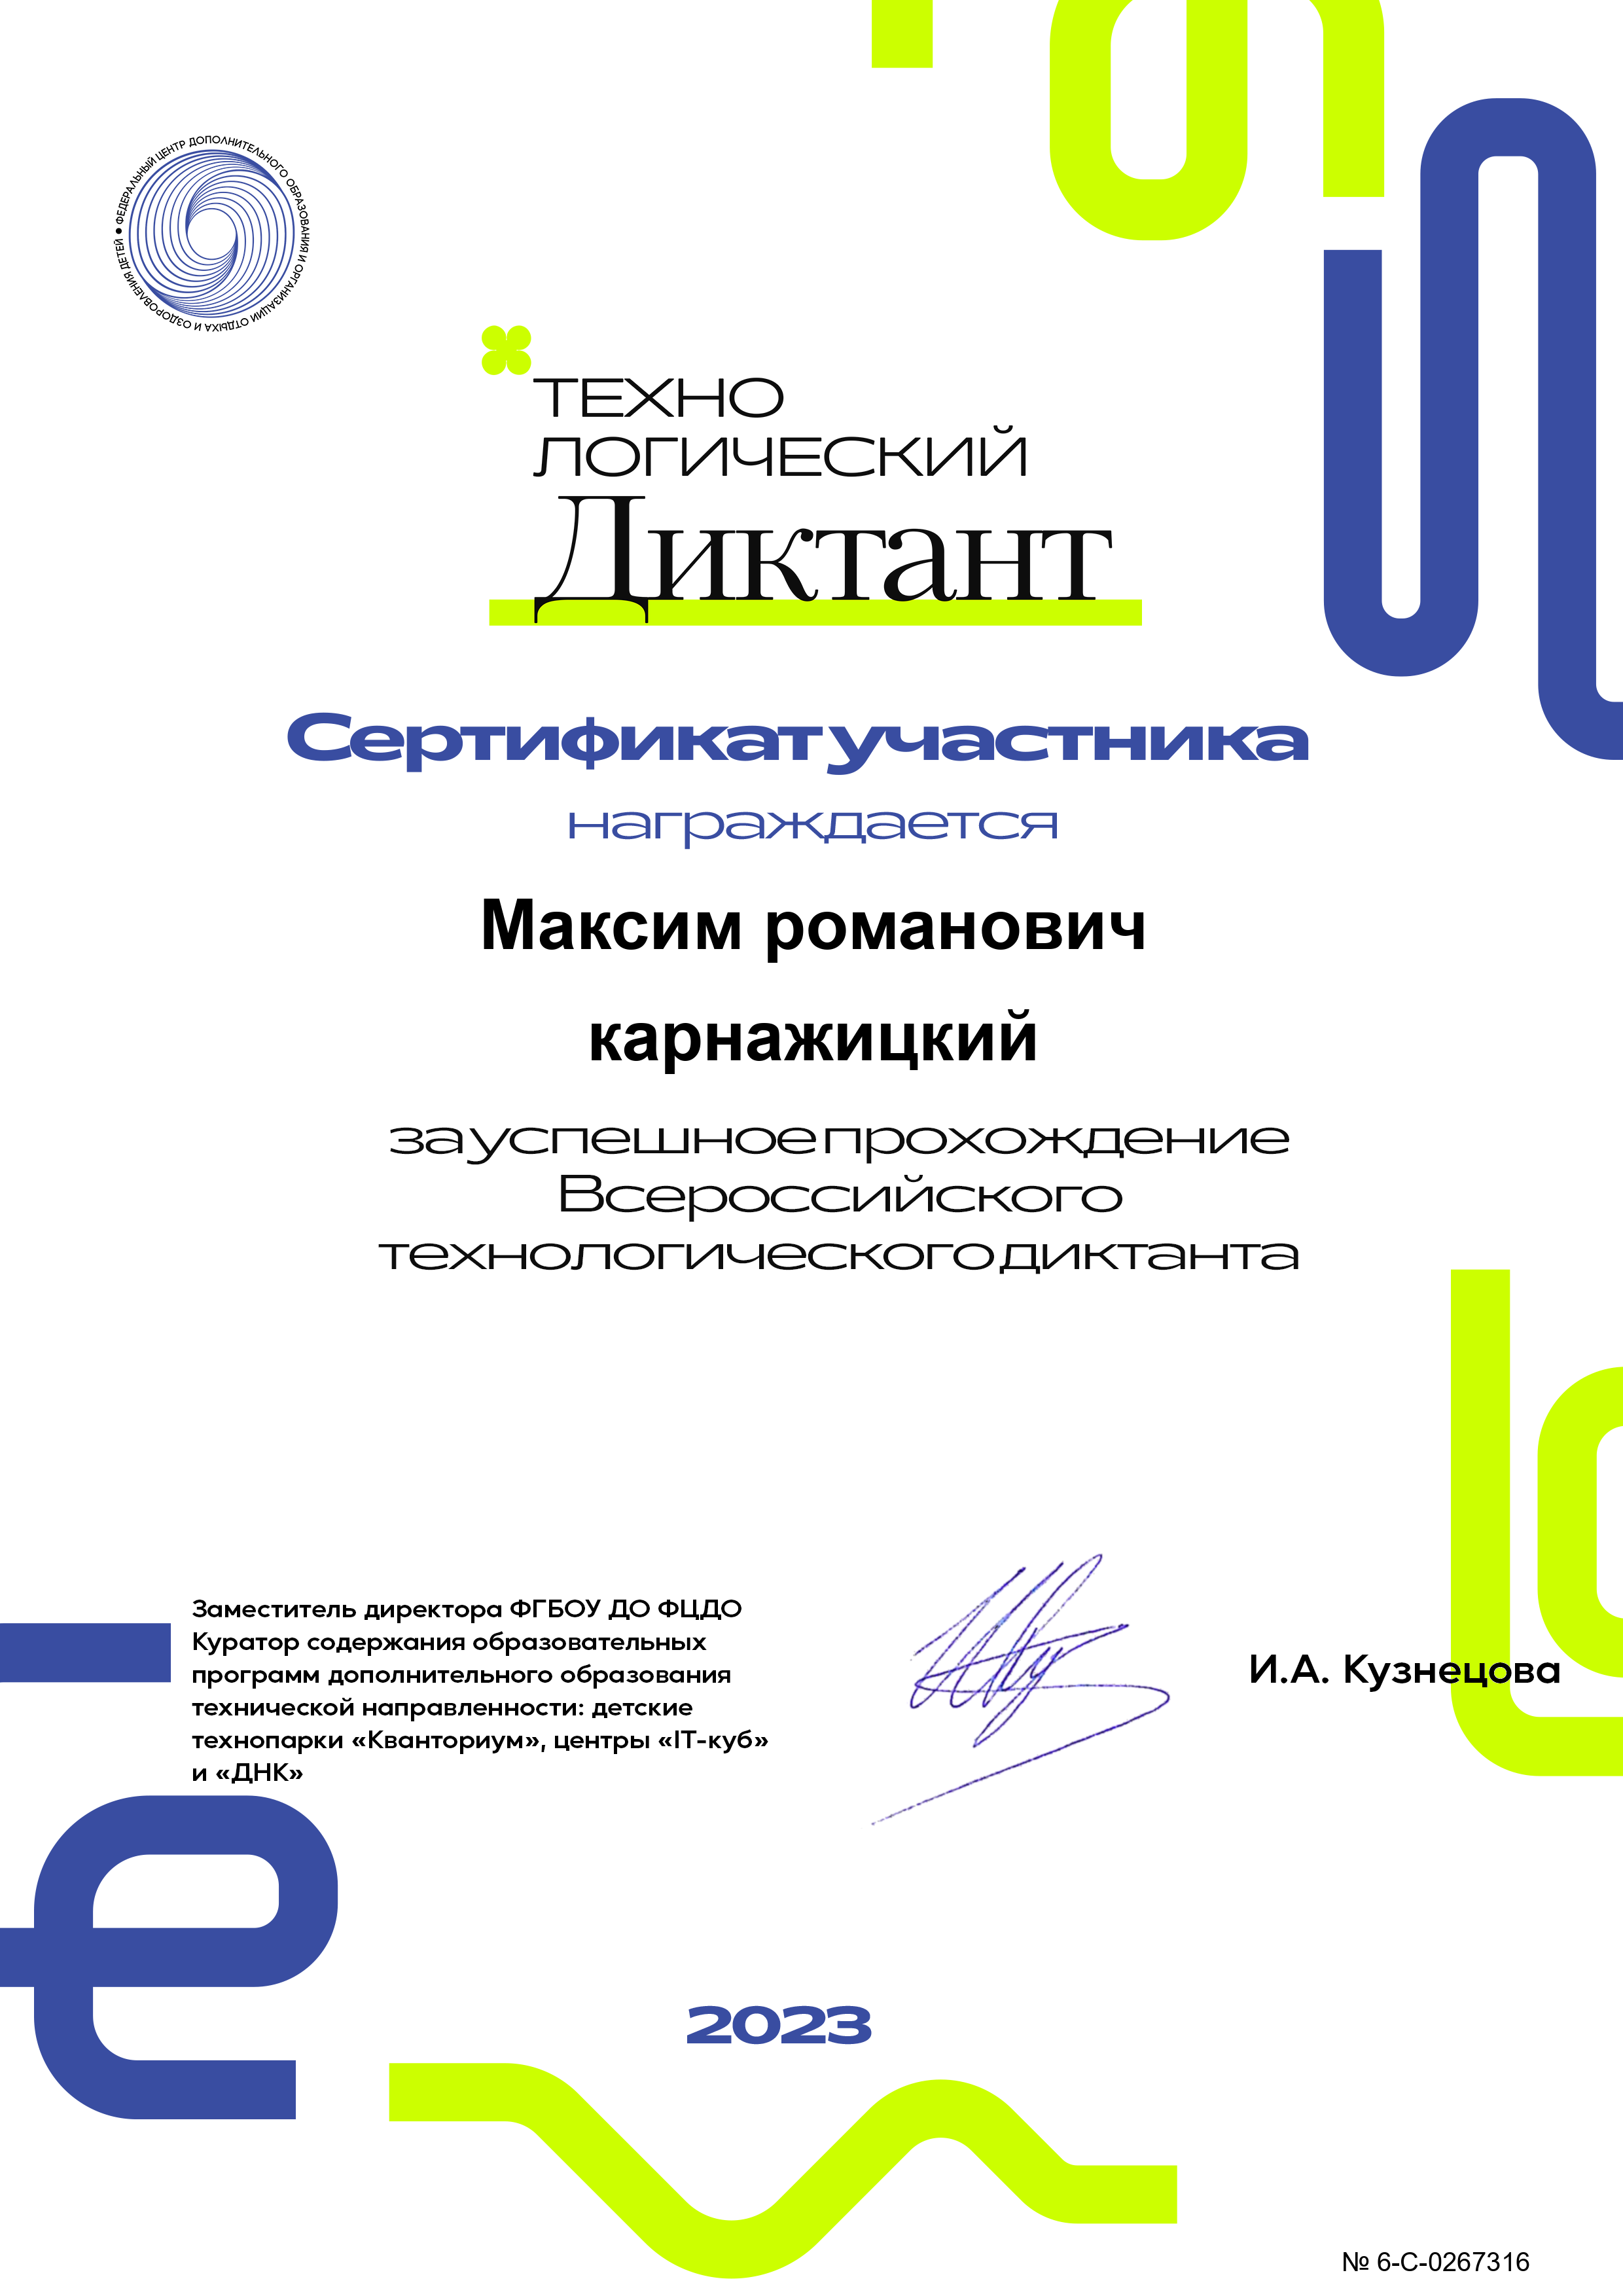 ФЕДЕРАЛЬНЫЙ ЦЕНТР ДОПОЛНИТЕЛЬНОГО ОБРАЗОВАНИЯ И ОРГАНИЗАЦИИ ОТДЫХА И ОЗДОРОВЛЕНИЯ ДЕТЕЙ
ТЕХНО
ЛОГИЧЕСКИЙ
Диктант
Сертификат участника
награждается
Максим романович
карнажицкий
за успешное прохождение
Всероссийского
технологического диктанта
Заместитель директора ФГБОУ ДО ФЦДО
Куратор содержания образовательных
программ дополнительного образования
технической направленности: детские
технопарки «Кванториум», центры «IT-куб»
и «ДНК»
И.А. Кузнецова
2023
№ 6-С-0267316